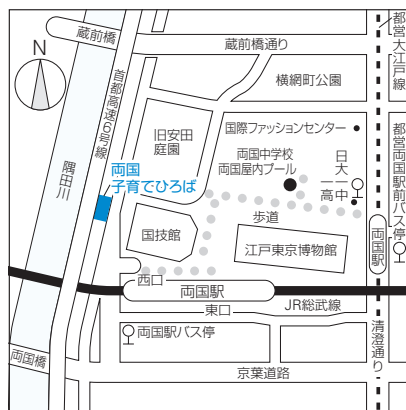 蔵前橋
蔵前橋通り
都営大江戸線
N
首都高速6号線
横網町公園
旧安田
庭園
国際ファッションセンター
両国中学校
両国屋内プール
日大一高中
都営両国駅前バス停
両国
子育てひろば
隅田川
歩道
国技館
江戸東京博物館
両国駅
西口
両国駅
東口
JR総武線
両国駅バス停
清澄通り
両国橋
京葉道路